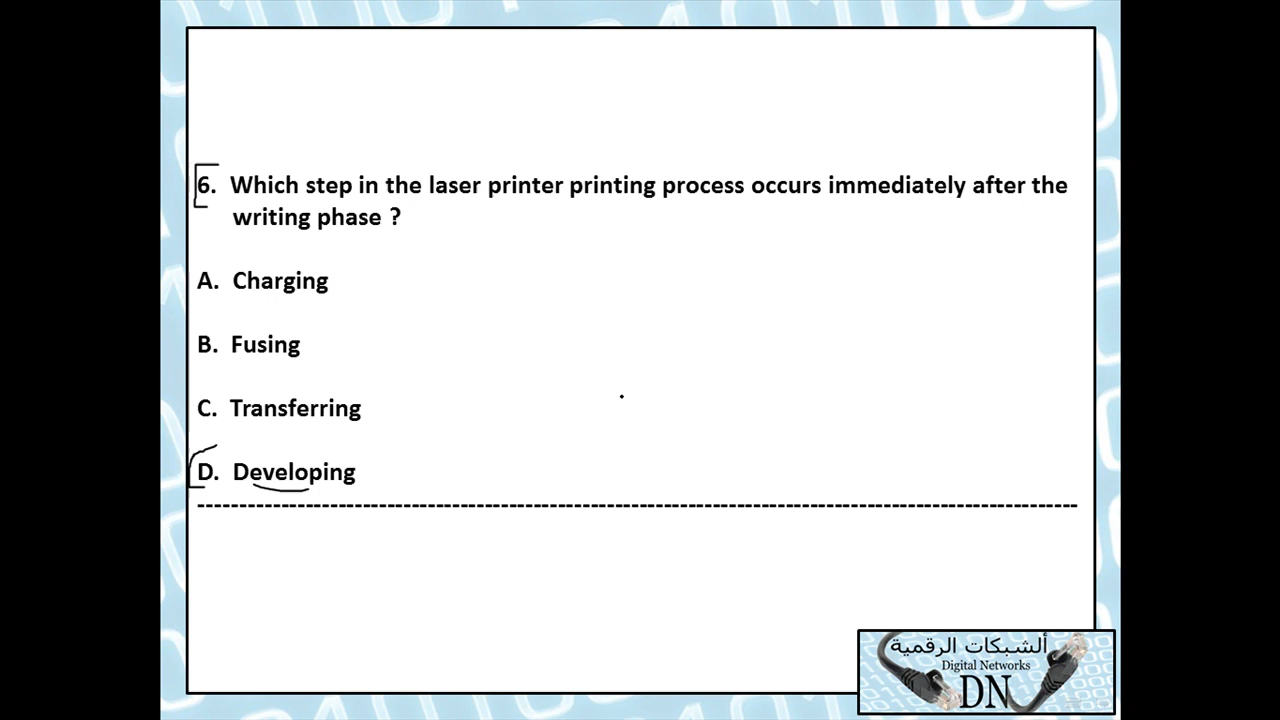 6. Which step in the laser printer printing process occurs immediately after the
writing phase ?
A. Charging
B. Fusing
C. Transferring
D. Developing
ألشبكات الرقمية
Digital Networks
DN